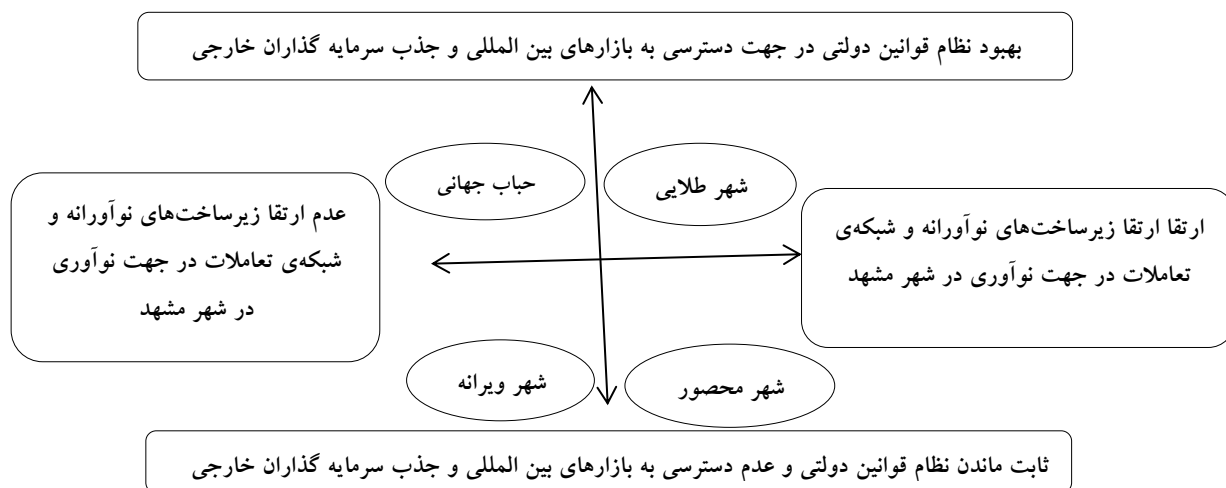 بهبود نظام قوانین دولتی در جهت دسترسی به بازارهای بین المللی و جذب سرمایه گذاران خارجی
شهر طلایی
حباب جهانی
ارتقا ارتقا زیرساخت‌های نوآورانه و شبکه‌ی
تعاملات در جهت نوآوری در شهر مشهد
عدم ارتقا زیرساخت‌های نوآورانه و
شبکه‌ی تعاملات در جهت نوآوری
در شهر مشهد
شهر محصور
شهر ویرانه
ثابت ماندن نظام قوانین دولتی و عدم دسترسی به بازارهای بین المللی و جذب سرمایه گذاران خارجی